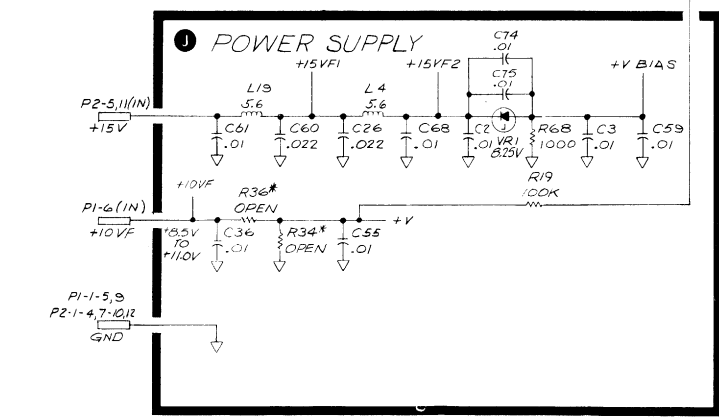 J POWER SUPPLY
C74
.01
C75
.01
+15VF1
+15VF2
+V BIAS
P2-5,11(IN)
+15V
L19
5.6
L4
5.6
C61
.01
C60
.022
C26
.022
C68
.01
C2
.01
VR1
8.25V
R68
1000
C3
.01
C59
.01
R19
100K
+10VF
P1-6(IN)
+10VF
+8.5V
TO
+11.0V
R36*
OPEN
C36
.01
R34*
OPEN
C55
.01
+V
P1-1-5,9
P2-1-4,7-10,12
GND